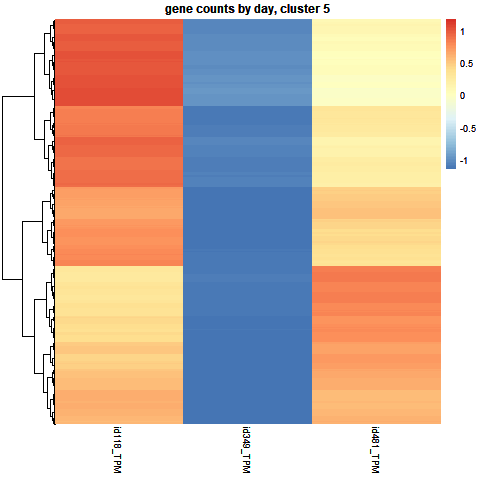 gene counts by day, cluster 5
1
0.5
0
-0.5
-1
id118_TPM
id349_TPM
id481_TPM